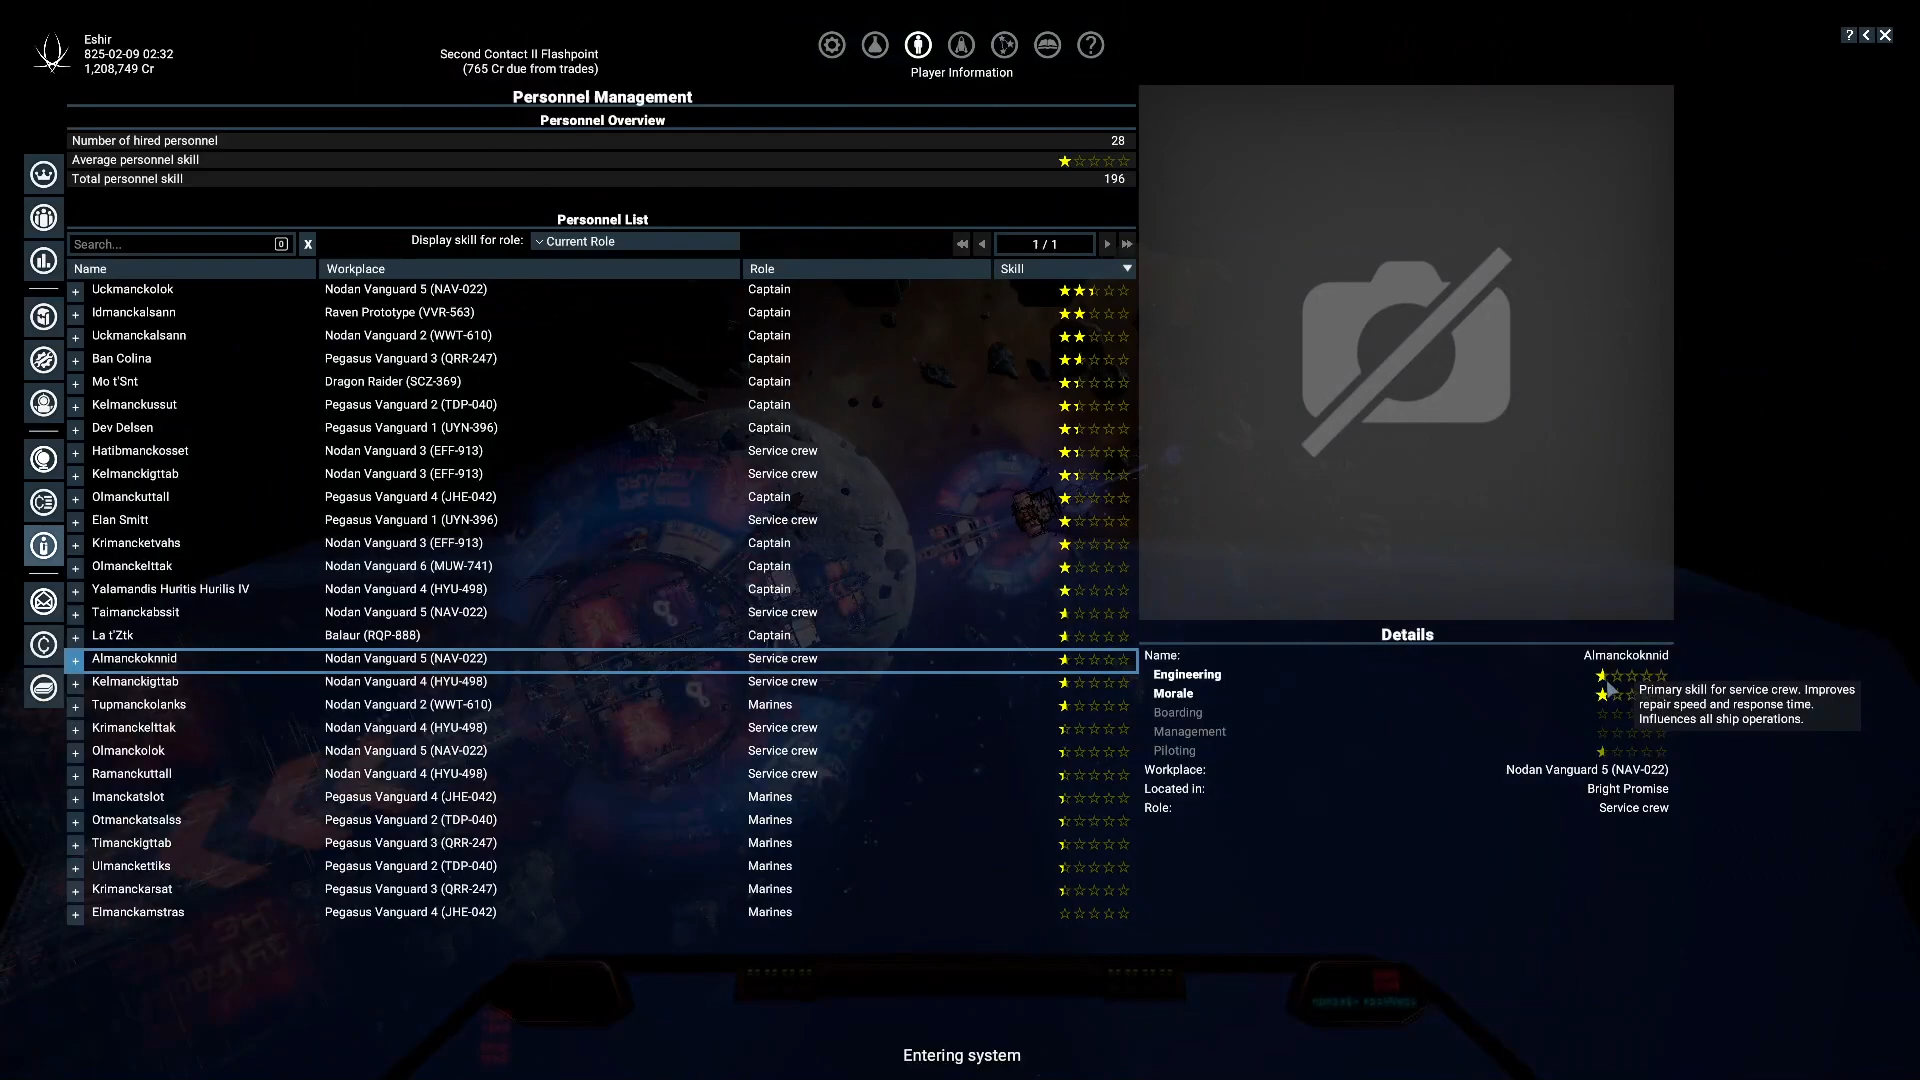 Eshir
825-02-09 02:32
1,208,749 Cr
Second Contact II Flashpoint
(765 Cr due from trades)
Player Information
? < X
Personnel Management
Personnel Overview
Number of hired personnel 28
Average personnel skill
Total personnel skill 196
Personnel List
Search... 0 X Display skill for role: Current Role 1 / 1
Name Workplace Role Skill
+ Uckmanckolok Nodan Vanguard 5 (NAV-022) Captain
+ Idmanckalsann Raven Prototype (VVR-563) Captain
+ Uckmanckalsann Nodan Vanguard 2 (WWT-610) Captain
+ Ban Colina Pegasus Vanguard 3 (QRR-247) Captain
+ Mo t'Snt Dragon Raider (SCZ-369) Captain
+ Kelmanckussut Pegasus Vanguard 2 (TDP-040) Captain
+ Dev Delsen Pegasus Vanguard 1 (UYN-396) Captain
+ Hatibmanckosset Nodan Vanguard 3 (EFF-913) Service crew
+ Kelmanckigttab Nodan Vanguard 3 (EFF-913) Service crew
+ Olmanckuttall Pegasus Vanguard 4 (JHE-042) Captain
+ Elan Smitt Pegasus Vanguard 1 (UYN-396) Service crew
+ Krimancketvahs Nodan Vanguard 3 (EFF-913) Captain
+ Olmanckelttak Nodan Vanguard 6 (MUW-741) Captain
+ Yalamandis Huritis Hurilis IV Nodan Vanguard 4 (HYU-498) Captain
+ Taimanckabssit Nodan Vanguard 5 (NAV-022) Service crew
+ La t'Ztk Balaur (RQP-888) Captain
+ Almanckoknnid Nodan Vanguard 5 (NAV-022) Service crew
+ Kelmanckigttab Nodan Vanguard 4 (HYU-498) Service crew
+ Tupmanckolanks Nodan Vanguard 2 (WWT-610) Marines
+ Krimanckelttak Nodan Vanguard 4 (HYU-498) Service crew
+ Olmanckolok Nodan Vanguard 5 (NAV-022) Service crew
+ Ramanckuttall Nodan Vanguard 4 (HYU-498) Service crew
+ Imanckatslot Pegasus Vanguard 4 (JHE-042) Marines
+ Otmanckatsalss Pegasus Vanguard 2 (TDP-040) Marines
+ Timanckigttab Pegasus Vanguard 3 (QRR-247) Marines
+ Ulmanckettiks Pegasus Vanguard 2 (TDP-040) Marines
+ Krimanckarsat Pegasus Vanguard 3 (QRR-247) Marines
+ Elmanckamstras Pegasus Vanguard 4 (JHE-042) Marines
Details
Name: Almanckoknnid
Engineering
Morale
Boarding
Management
Piloting
Primary skill for service crew. Improves
repair speed and response time.
Influences all ship operations.
Workplace: Nodan Vanguard 5 (NAV-022)
Located in: Bright Promise
Role: Service crew
Entering system